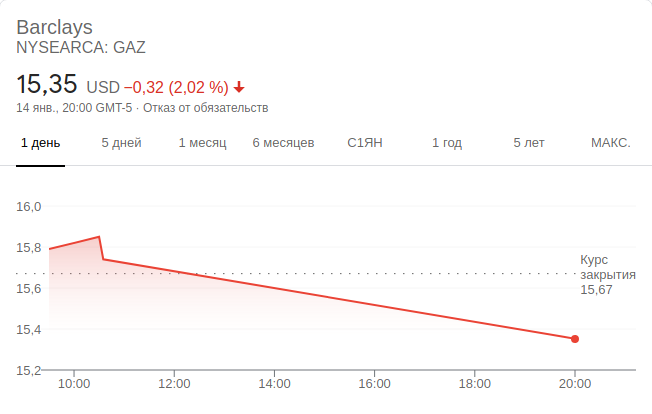 Barclays
NYSEARCA: GAZ
15,35 USD −0,32 (2,02 %)
14 янв., 20:00 GMT-5 · Отказ от обязательств
1 день 5 дней 1 месяц 6 месяцев С1ЯН 1 год 5 лет МАКС.
16,0
15,8
Курс
закрытия
15,67
15,6
15,4
15,2
10:00 12:00 14:00 16:00 18:00 20:00